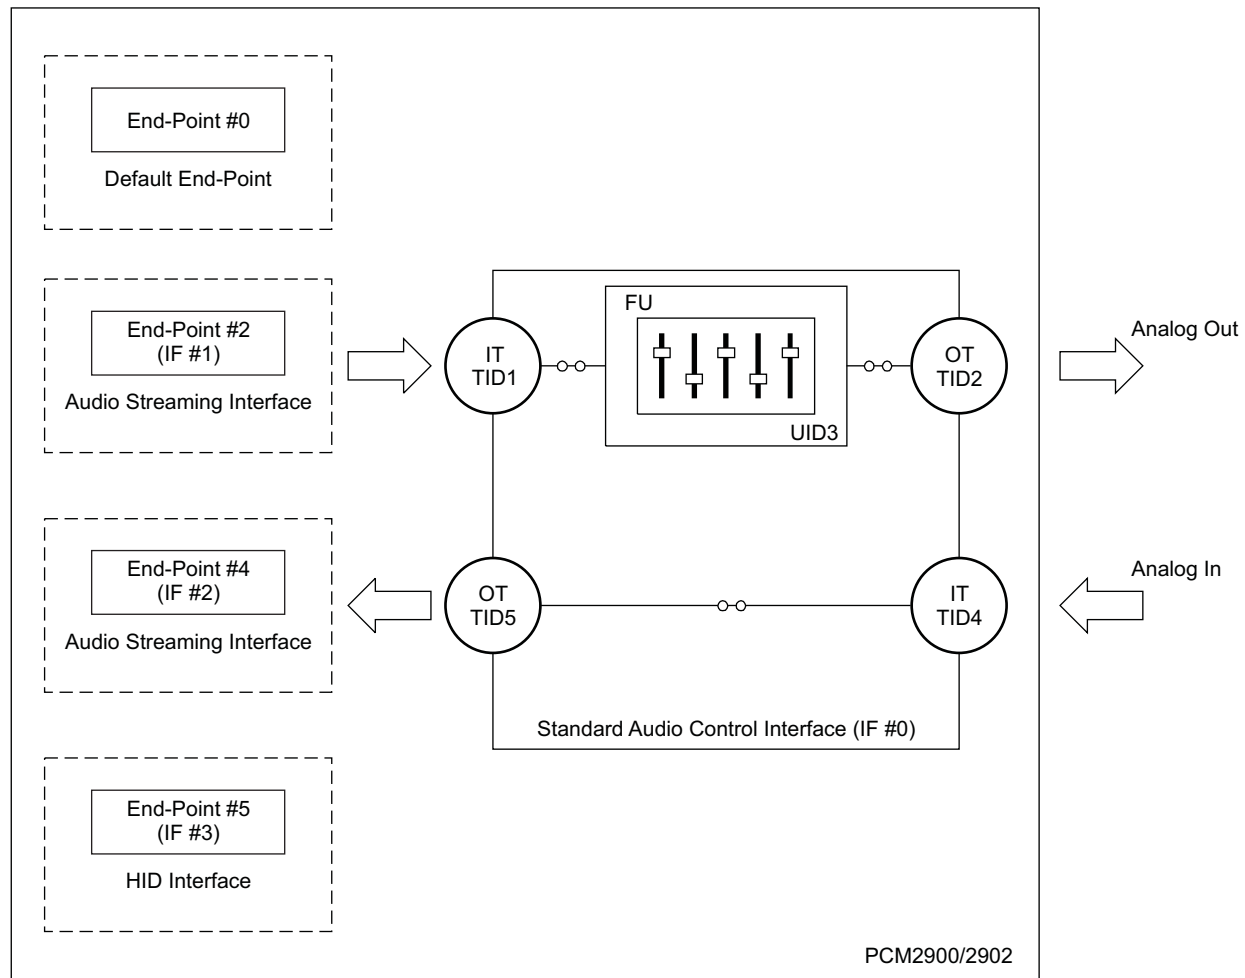 End-Point #0
Default End-Point
End-Point #2
(IF #1)
Audio Streaming Interface
IT
TID1
FU
UID3
OT
TID2
Analog Out
End-Point #4
(IF #2)
Audio Streaming Interface
OT
TID5
IT
TID4
Analog In
Standard Audio Control Interface (IF #0)
End-Point #5
(IF #3)
HID Interface
PCM2900/2902